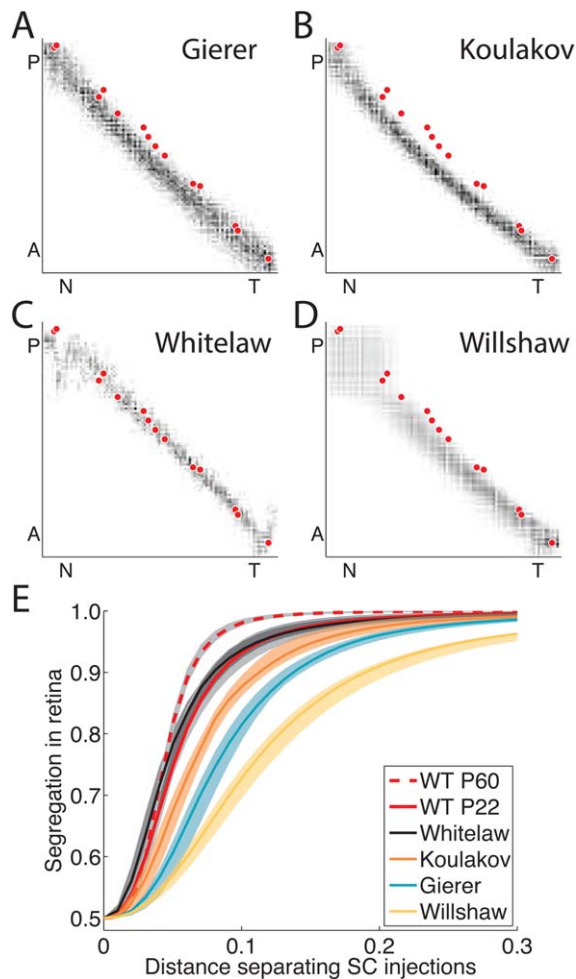 A
Gierer
P
A
N
T
B
Koulakov
P
A
N
T
C
Whitelaw
P
A
N
T
D
Willshaw
P
A
N
T
E
Segregation in retina
1.0
0.9
0.8
0.7
0.6
0.5
WT P60
WT P22
Whitelaw
Koulakov
Gierer
Willshaw
0
0.1
0.2
0.3
Distance separating SC injections